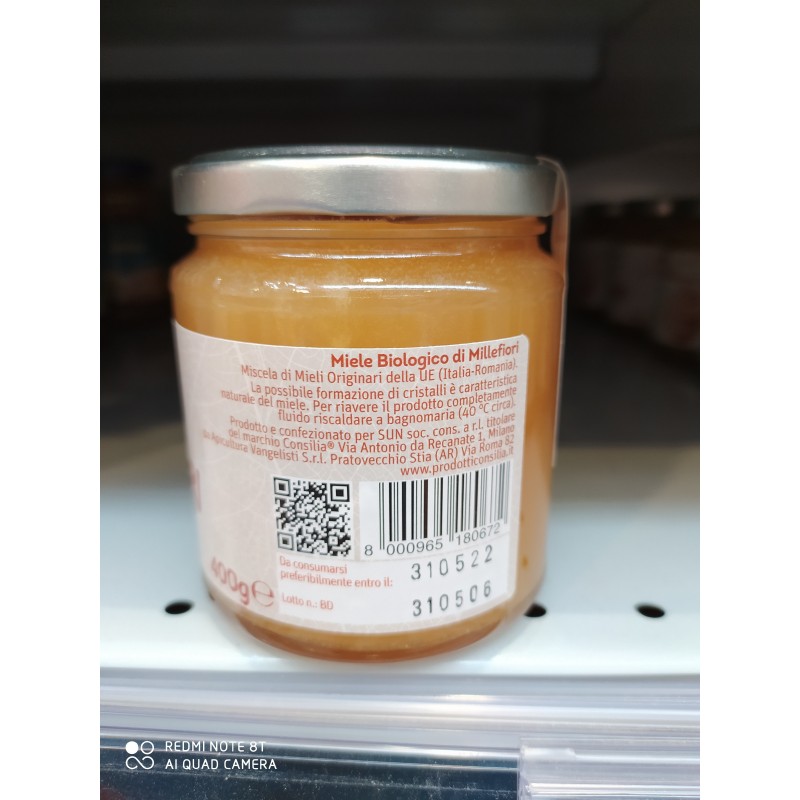 Miele Biologico di Millefiori
Miscela di Mieli Originari della UE (Italia-Romania).
La possibile formazione di cristalli è caratteristica
naturale del miele. Per riavere il prodotto completamente
fluido riscaldare a bagnomaria (40 °C circa).
Prodotto e confezionato per SUN soc. cons. a r.l. titolare
del marchio Consilia® Via Antonio da Recanate 1, Milano
da Apicoltura Vangelisti S.r.l. Pratovecchio Stia (AR) Via Roma 82
www.prodotticonsilia.it
8 000965 180672
Da consumarsi
preferibilmente entro il:
310522
400g℮
Lotto n.: BD
310506
REDMI NOTE 8T
AI QUAD CAMERA